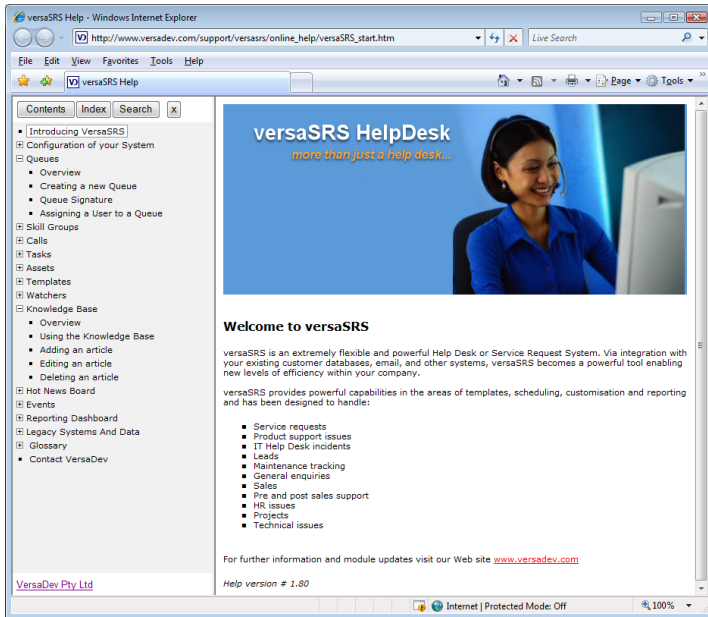 versaSRS Help - Windows Internet Explorer
http://www.versadev.com/support/versasrs/online_help/versaSRS_start.htm
Live Search
File Edit View Favorites Tools Help
versaSRS Help
Page Tools
Contents Index Search x
Introducing VersaSRS
Configuration of your System
Queues
Overview
Creating a new Queue
Queue Signature
Assigning a User to a Queue
Skill Groups
Calls
Tasks
Assets
Templates
Watchers
Knowledge Base
Overview
Using the Knowledge Base
Adding an article
Editing an article
Deleting an article
Hot News Board
Events
Reporting Dashboard
Legacy Systems And Data
Glossary
Contact VersaDev
VersaDev Pty Ltd
versaSRS HelpDesk
more than just a help desk...
Welcome to versaSRS
versaSRS is an extremely flexible and powerful Help Desk or Service Request System. Via integration with
your existing customer databases, email, and other systems, versaSRS becomes a powerful tool enabling
new levels of efficiency within your company.
versaSRS provides powerful capabilities in the areas of templates, scheduling, customisation and reporting
and has been designed to handle:
Service requests
Product support issues
IT Help Desk incidents
Leads
Maintenance tracking
General enquiries
Sales
Pre and post sales support
HR issues
Projects
Technical issues
For further information and module updates visit our Web site www.versadev.com
Help version # 1.80
Internet | Protected Mode: Off
100%